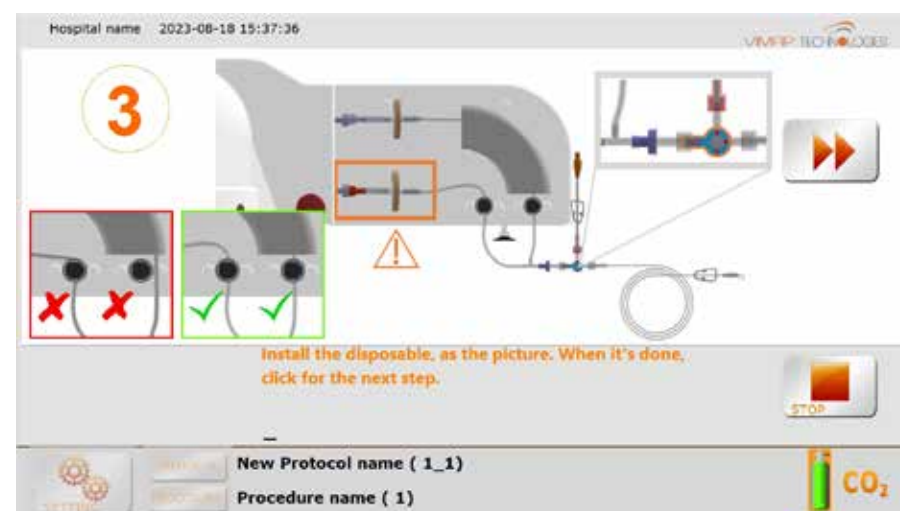 Hospital name 2023-08-18 15:37:36
VIMAP TECHNOLOGIES
3
Install the disposable, as the picture. When it's done,
click for the next step.
STOP
New Protocol name ( 1_1)
SETTING
Procedure name ( 1)
CO₂